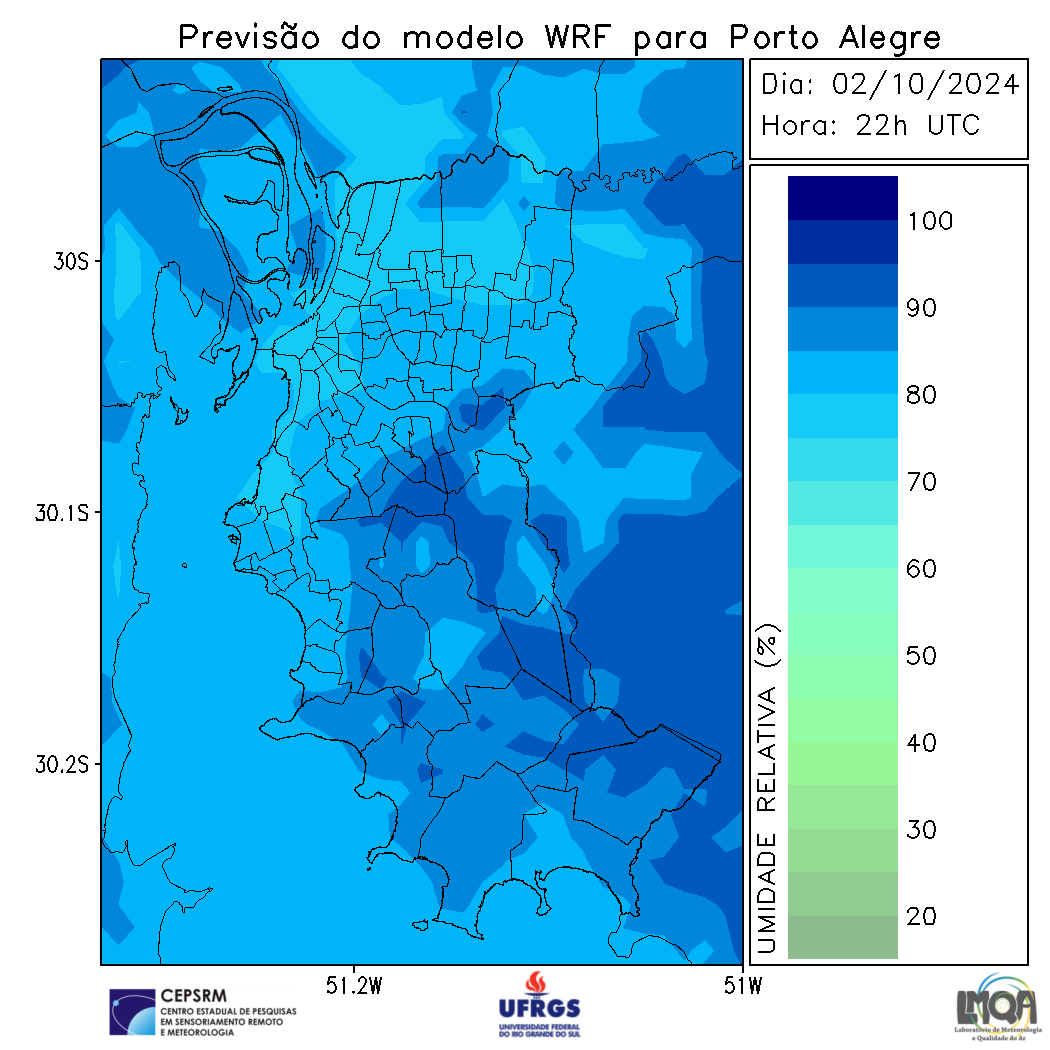 Previsão do modelo WRF para Porto Alegre
Dia: 02/10/2024
Hora: 22h UTC
100
90
80
70
60
50
40
30
20
UMIDADE RELATIVA (%)
30S
30.1S
30.2S
51.2W
51W
CEPSRM
CENTRO ESTADUAL DE PESQUISAS
EM SENSORIAMENTO REMOTO
E METEOROLOGIA
UFRGS
UNIVERSIDADE FEDERAL
DO RIO GRANDE DO SUL
LMQA
Laboratório de Meteorologia
e Qualidade do Ar